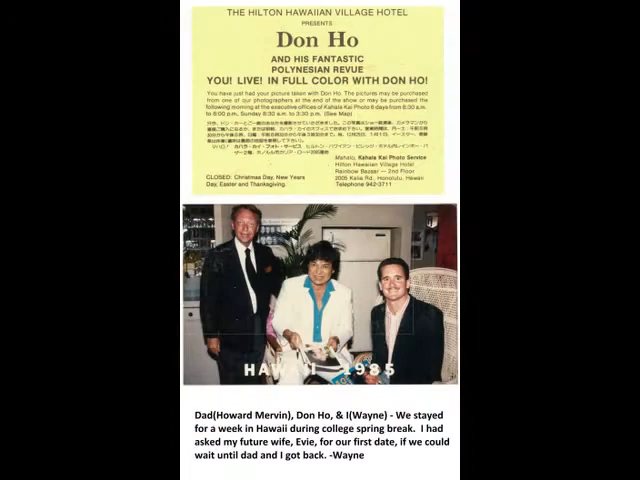 THE HILTON HAWAIIAN VILLAGE HOTEL
PRESENTS
Don Ho
AND HIS FANTASTIC
POLYNESIAN REVUE
YOU! LIVE! IN FULL COLOR WITH DON HO!
You have just had your picture taken with Don Ho. The pictures may be purchased
from one of our photographers at the end of the show or may be purchased the
following morning at the executive offices of Kahala Kai Photo 6 days from 8:30 a.m.
to 8:00 p.m. Sunday 8:30 a.m. to 3:30 p.m. (See Map)
Mahalo, Kahala Kai Photo Service
Hilton Hawaiian Village Hotel
Rainbow Bazaar — 2nd Floor
CLOSED: Christmas Day, New Years
2005 Kalia Rd., Honolulu, Hawaii
Day, Easter and Thanksgiving.
Telephone 942-3711
HAWAII 1985
Dad(Howard Mervin), Don Ho, & I(Wayne) - We stayed
for a week in Hawaii during college spring break. I had
asked my future wife, Evie, for our first date, if we could
wait until dad and I got back. -Wayne